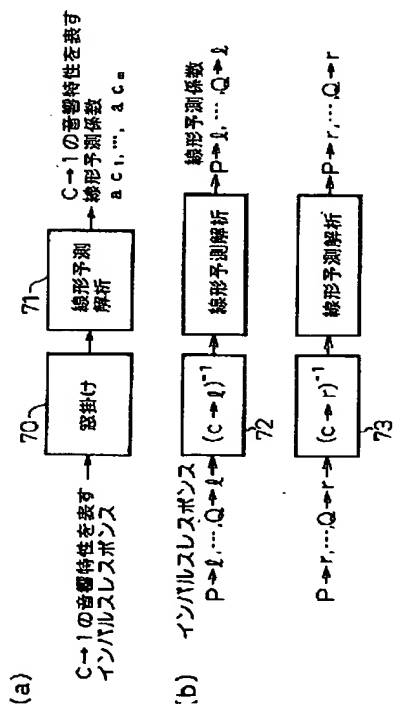 (a)
C→1の音響特性を表す
インパルスレスポンス
70
窓掛け
71
線形予測
解析
C→1の音響特性を表す
線形予測係数
ac₁,…, acₘ
(b)
インパルスレスポンス
P→ℓ,…,Q→ℓ
(c→ℓ)⁻¹
72
線形予測解析
線形予測係数
P→ℓ,…,Q→ℓ
P→r,…,Q→r
(c→r)⁻¹
73
線形予測解析
P→r,…,Q→r